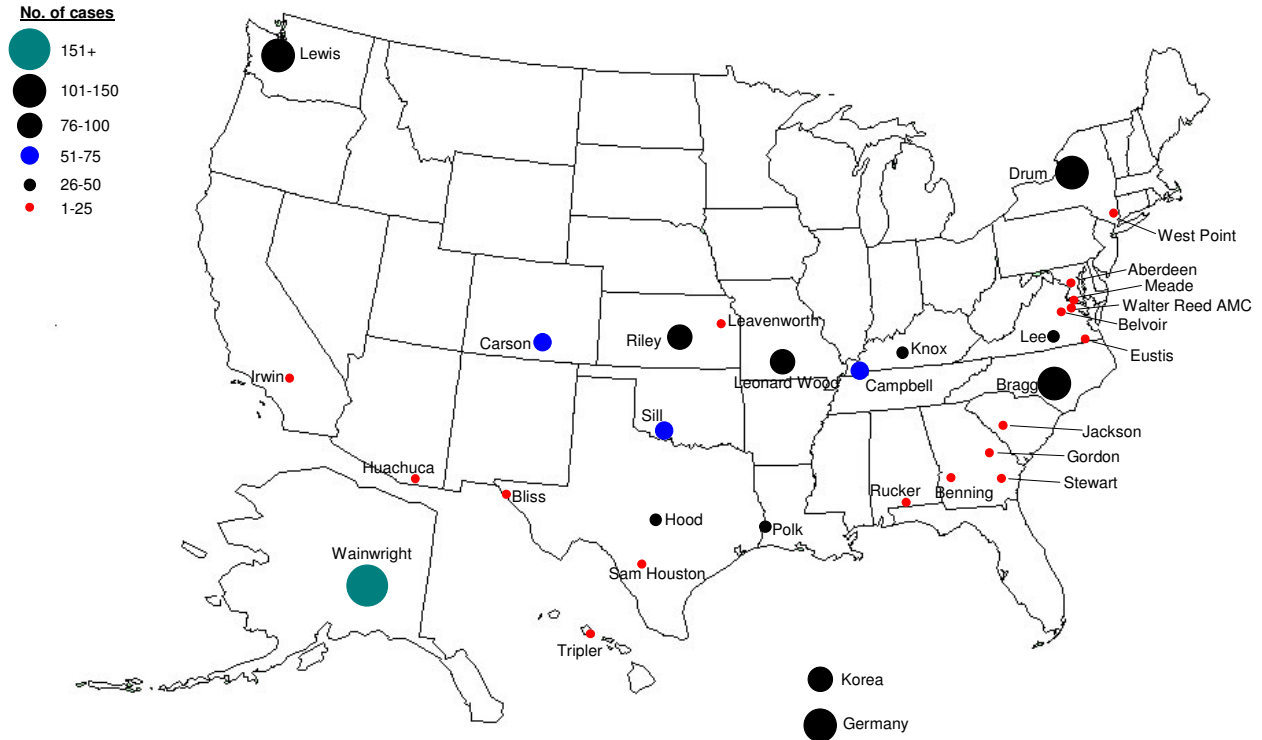 No. of cases
151+
101-150
76-100
51-75
26-50
1-25
Lewis
Drum
West Point
Aberdeen
Meade
Walter Reed AMC
Belvoir
Lee
Eustis
Leavenworth
Riley
Carson
Knox
Leonard Wood
Campbell
Bragg
Irwin
Sill
Jackson
Gordon
Stewart
Huachuca
Bliss
Rucker
Benning
Hood
Polk
Sam Houston
Wainwright
Tripler
Korea
Germany